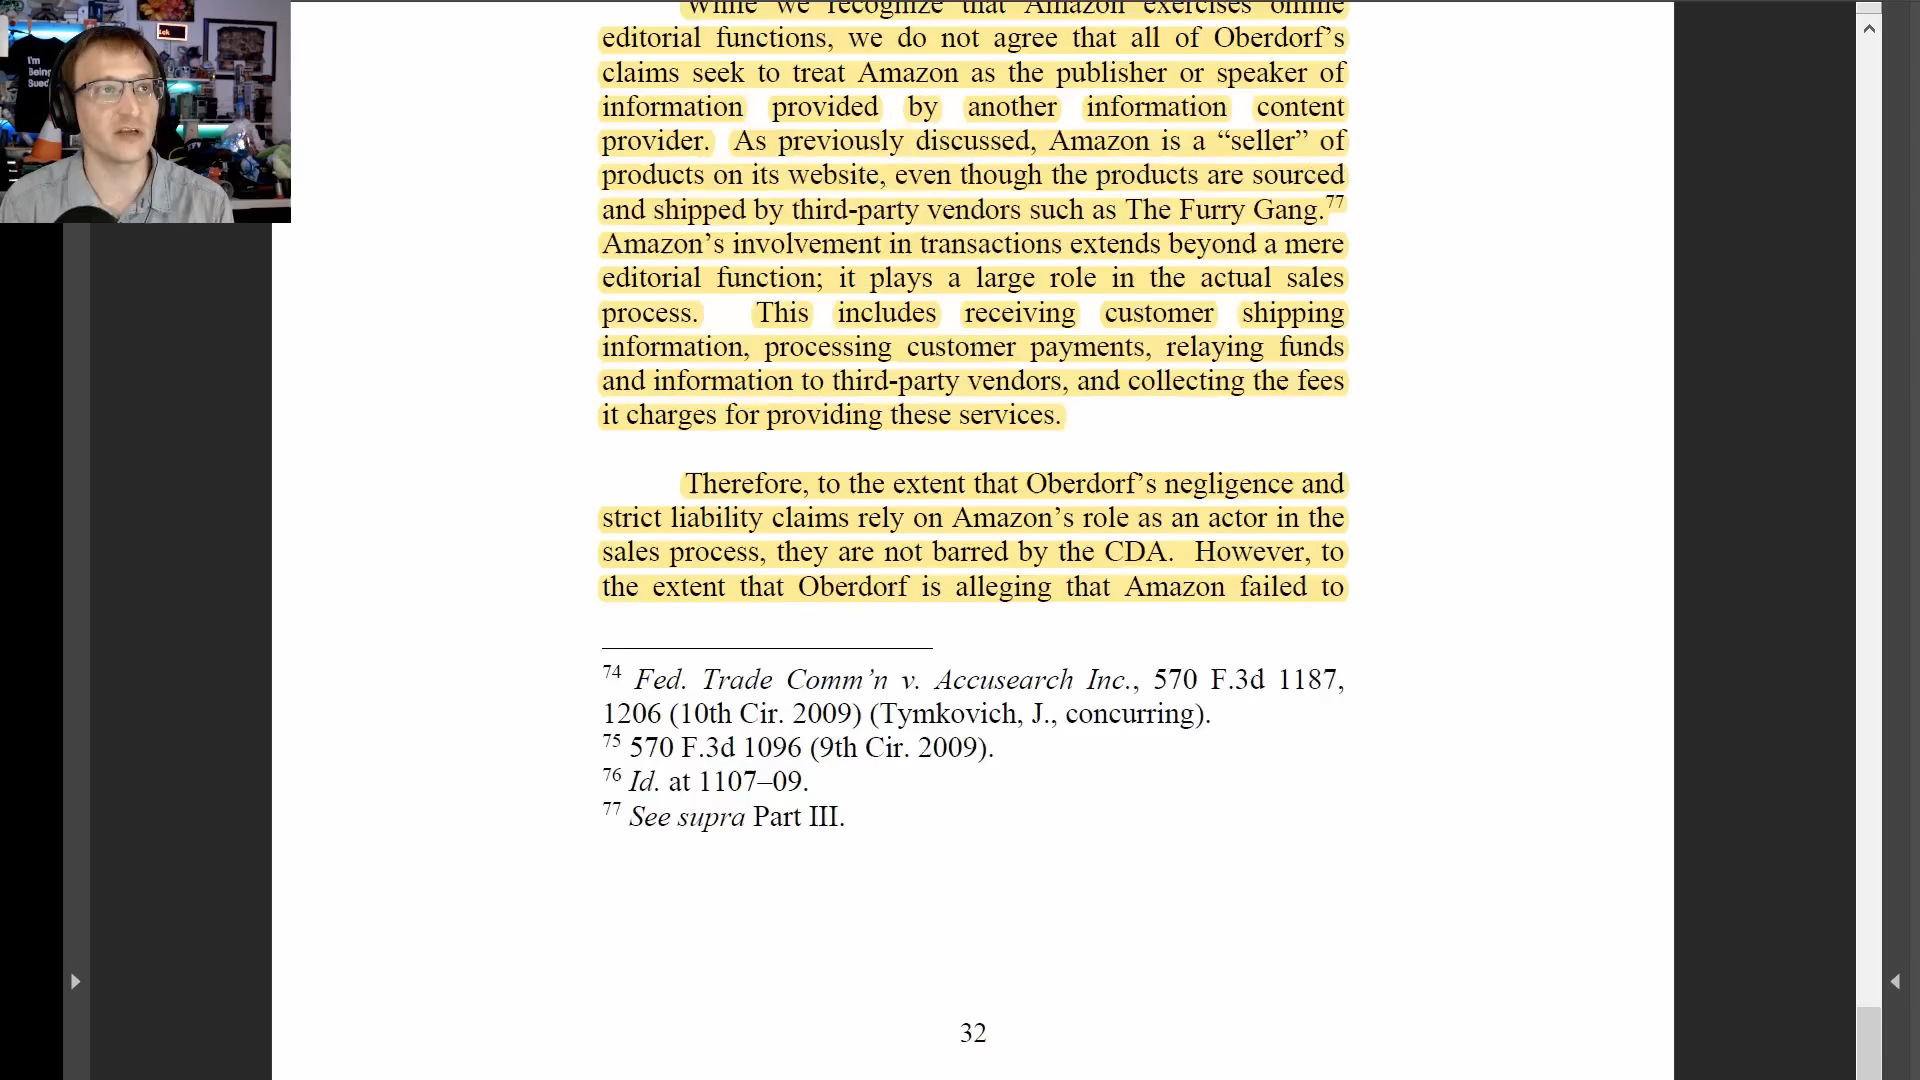 I'm
Being
Sued
While we recognize that Amazon exercises online
editorial functions, we do not agree that all of Oberdorf’s
claims seek to treat Amazon as the publisher or speaker of
information provided by another information content
provider. As previously discussed, Amazon is a “seller” of
products on its website, even though the products are sourced
and shipped by third-party vendors such as The Furry Gang.77
Amazon’s involvement in transactions extends beyond a mere
editorial function; it plays a large role in the actual sales
process. This includes receiving customer shipping
information, processing customer payments, relaying funds
and information to third-party vendors, and collecting the fees
it charges for providing these services.
Therefore, to the extent that Oberdorf’s negligence and
strict liability claims rely on Amazon’s role as an actor in the
sales process, they are not barred by the CDA. However, to
the extent that Oberdorf is alleging that Amazon failed to
74 Fed. Trade Comm’n v. Accusearch Inc., 570 F.3d 1187,
1206 (10th Cir. 2009) (Tymkovich, J., concurring).
75 570 F.3d 1096 (9th Cir. 2009).
76 Id. at 1107–09.
77 See supra Part III.
32